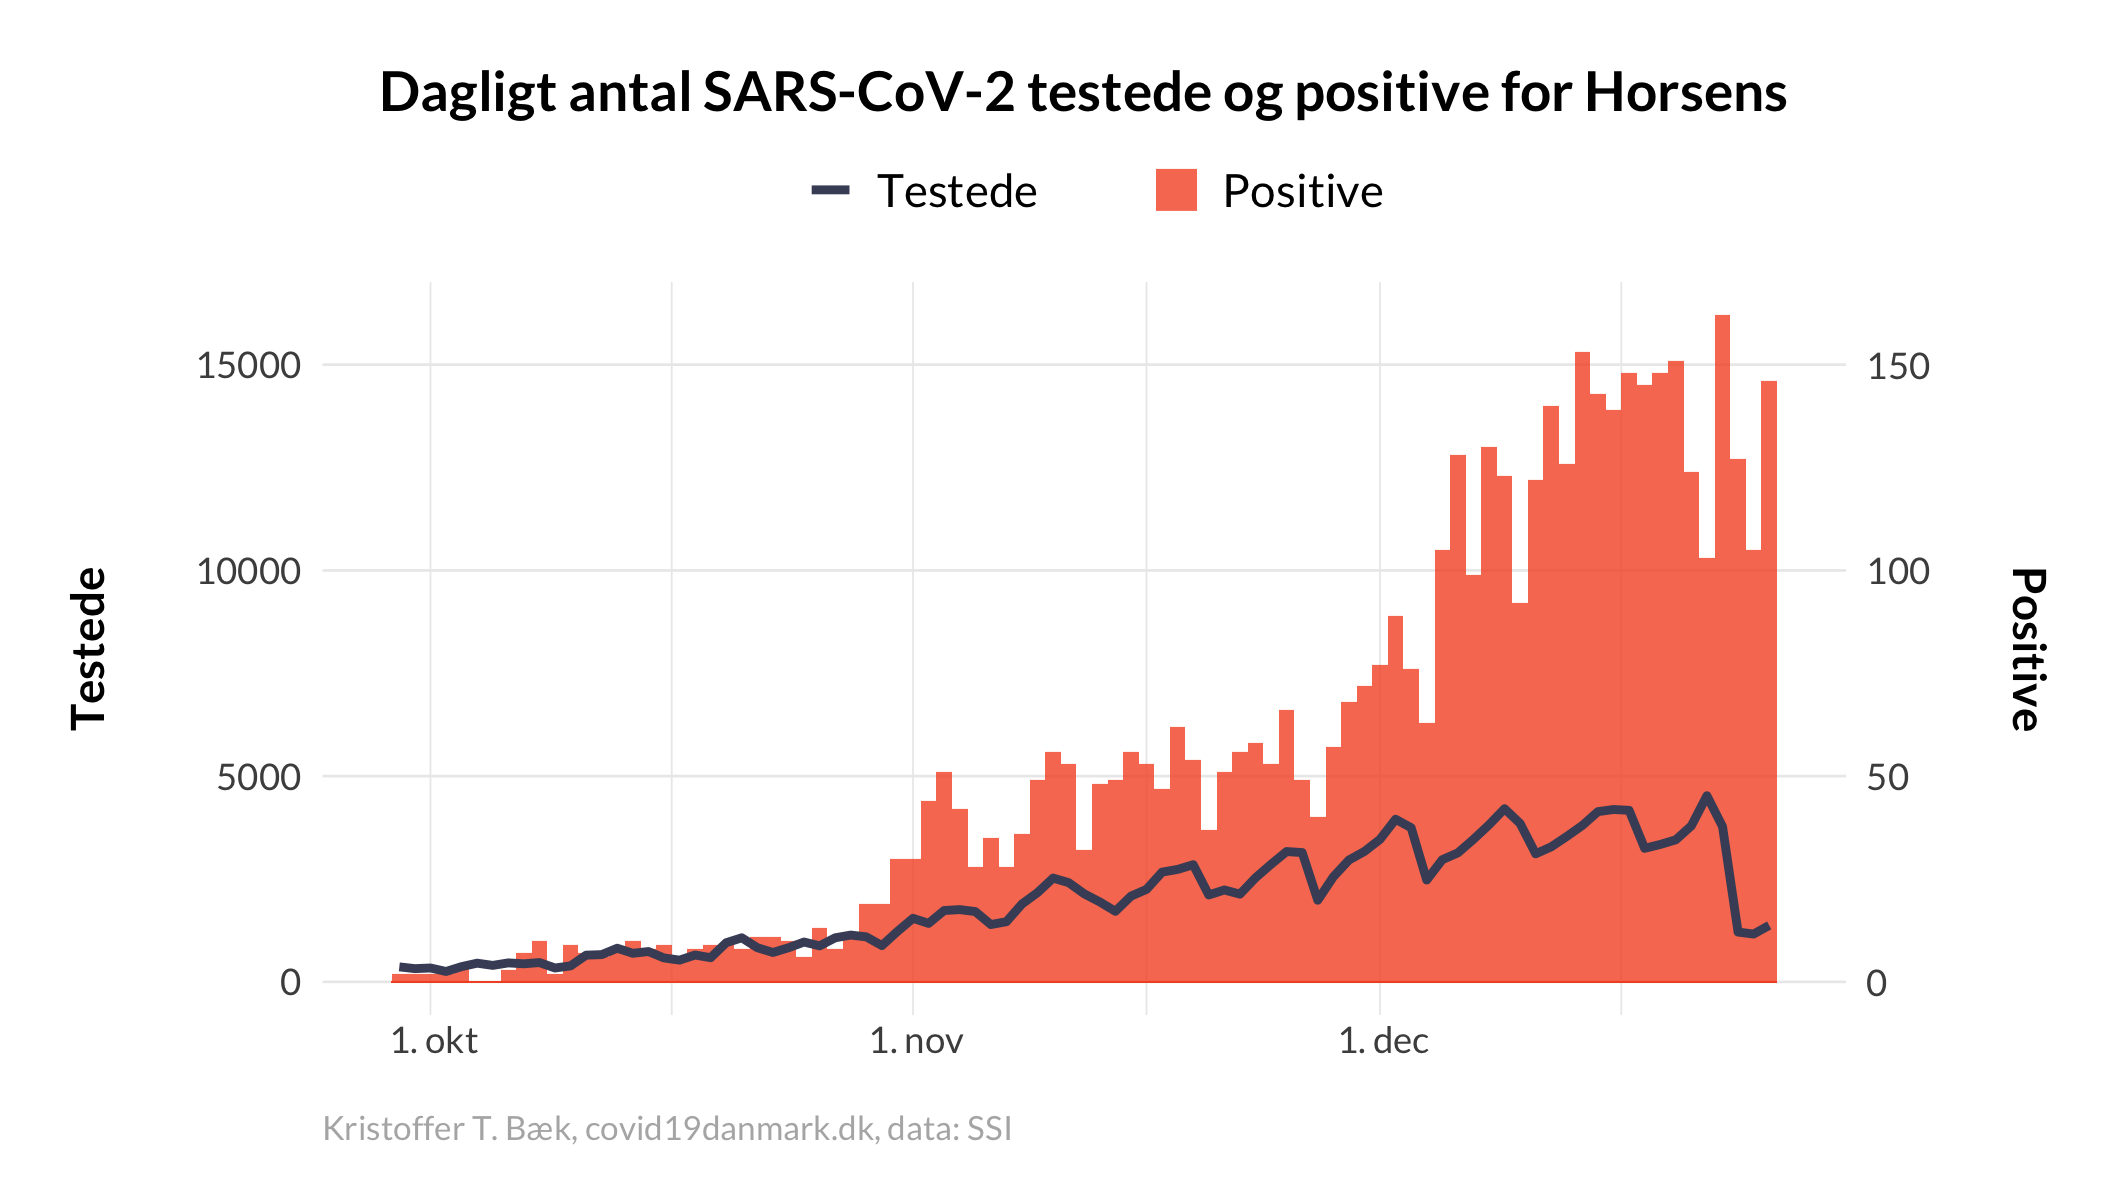 Dagligt antal SARS-CoV-2 testede og positive for Horsens
Testede
Positive
15000
10000
5000
0
150
100
50
0
Testede
Positive
1. okt
1. nov
1. dec
Kristoffer T. Bæk, covid19danmark.dk, data: SSI